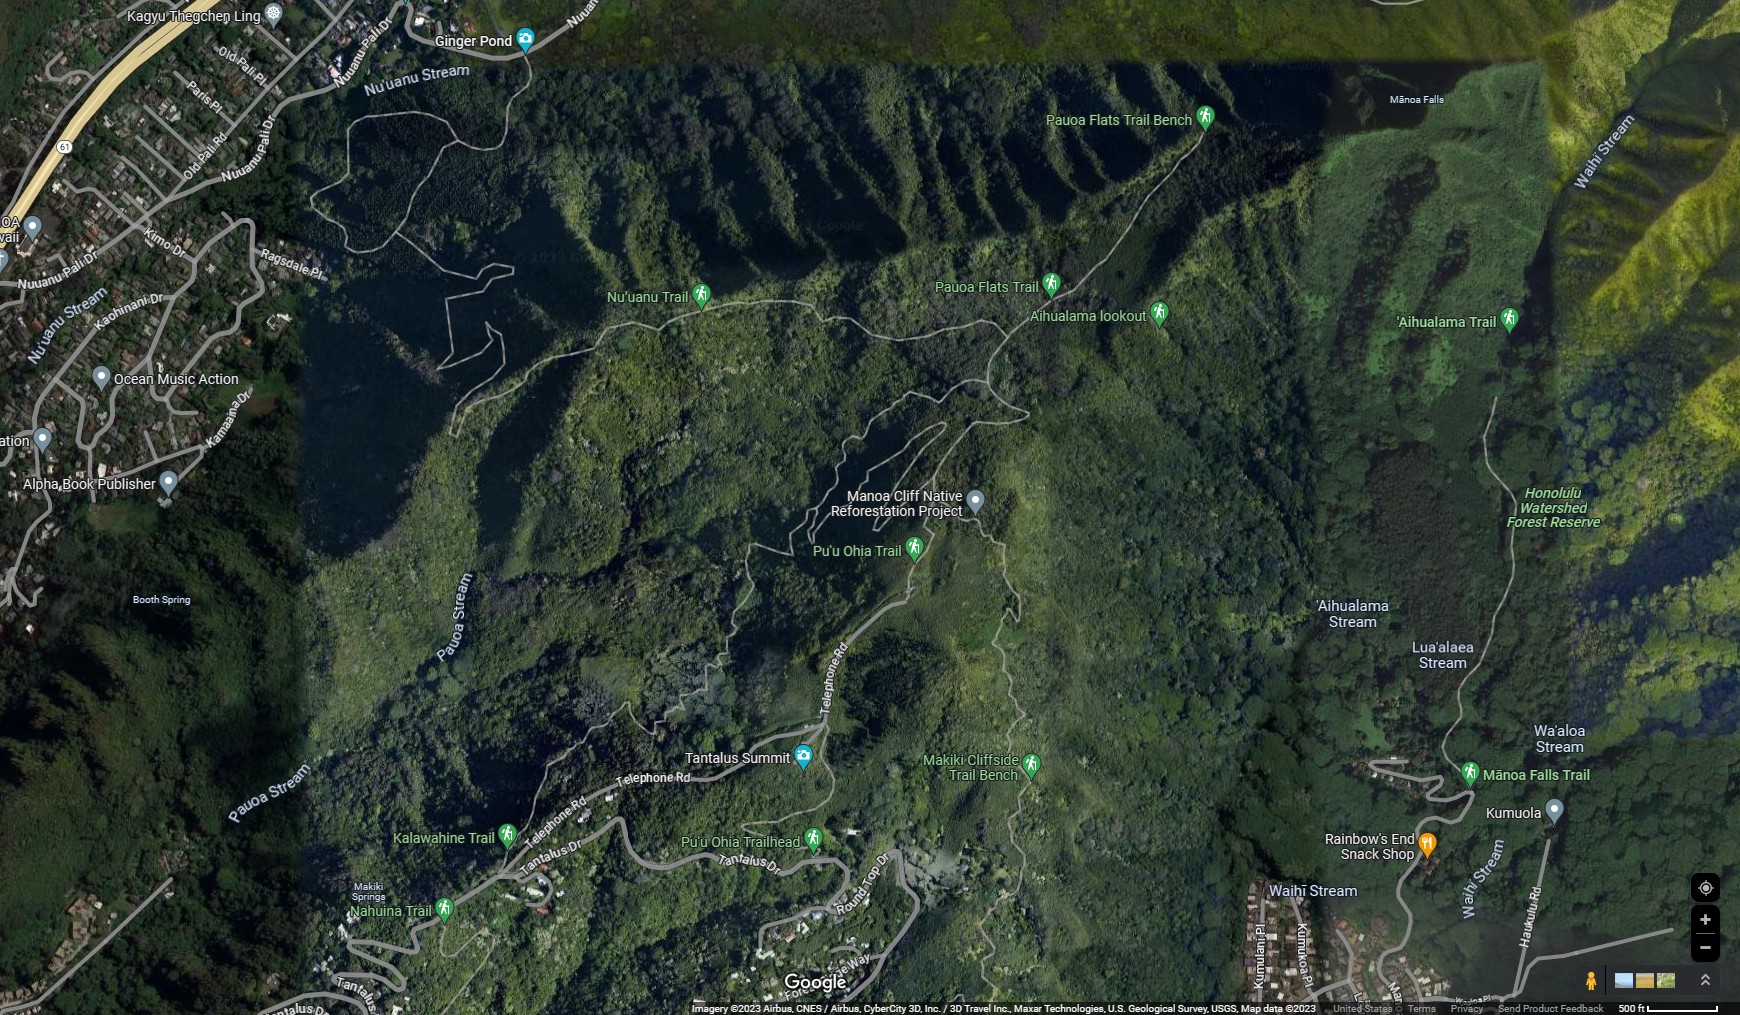 Kagyu Thegchen Ling
Ginger Pond
Nuuanu Pali Dr
Nu'uanu Stream
Old Pali Pl
Paris Pl
Old Pali Rd
Nuuanu Pali Dr
61
Kimo Dr
Ragsdale Pl
Nuuanu Pali Dr
Nu'uanu Stream
Kaohinani Dr
Ocean Music Action
Kamaaina Dr
Alpha Book Publisher
Booth Spring
Mānoa Falls
Pauoa Flats Trail Bench
Waihī Stream
Nu'uanu Trail
Pauoa Flats Trail
Aihualama lookout
'Aihualama Trail
Manoa Cliff Native
Reforestation Project
Honolulu
Watershed
Forest Reserve
Pu'u Ohia Trail
Pauoa Stream
'Aihualama
Stream
Lua'alaea
Stream
Telephone Rd
Wa'aloa
Stream
Tantalus Summit
Telephone Rd
Makiki Cliffside
Trail Bench
Mānoa Falls Trail
Pauoa Stream
Kumuola
Kalawahine Trail
Telephone Rd
Tantalus Dr
Pu'u Ohia Trailhead
Tantalus Dr
Rainbow's End
Snack Shop
Round Top Dr
Makiki
Springs
Nahuina Trail
Waihī Stream
Waihī Stream
Haukulu Rd
Kumulani Pl
Kumukoa Pl
Tantalus
Google
Imagery ©2023 Airbus, CNES / Airbus, CyberCity 3D, Inc. / 3D Travel Inc., Maxar Technologies, U.S. Geological Survey, USGS, Map data ©2023
United States
Terms
Privacy
Send Product Feedback
500 ft